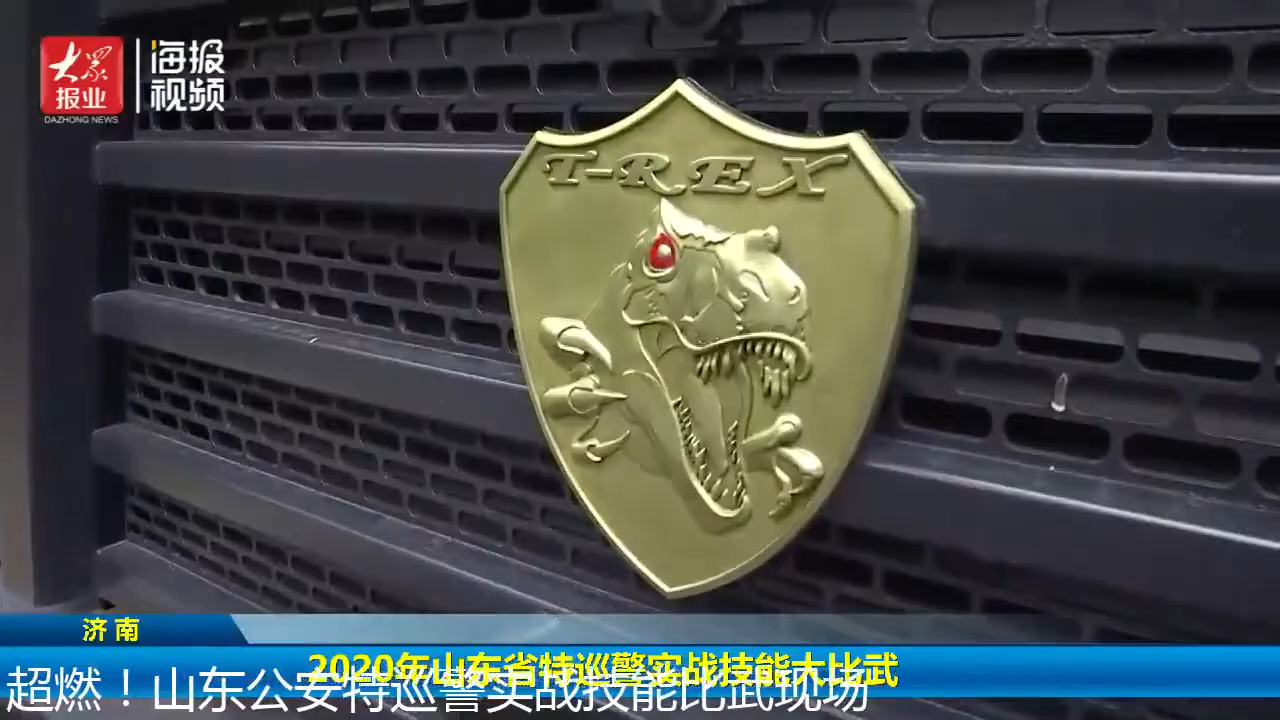 大众报业
DAZHONG NEWS
海报
视频
T-REX
济南
2020年山东省特巡警实战技能大比武
超燃！山东公安特巡警实战技能比武现场